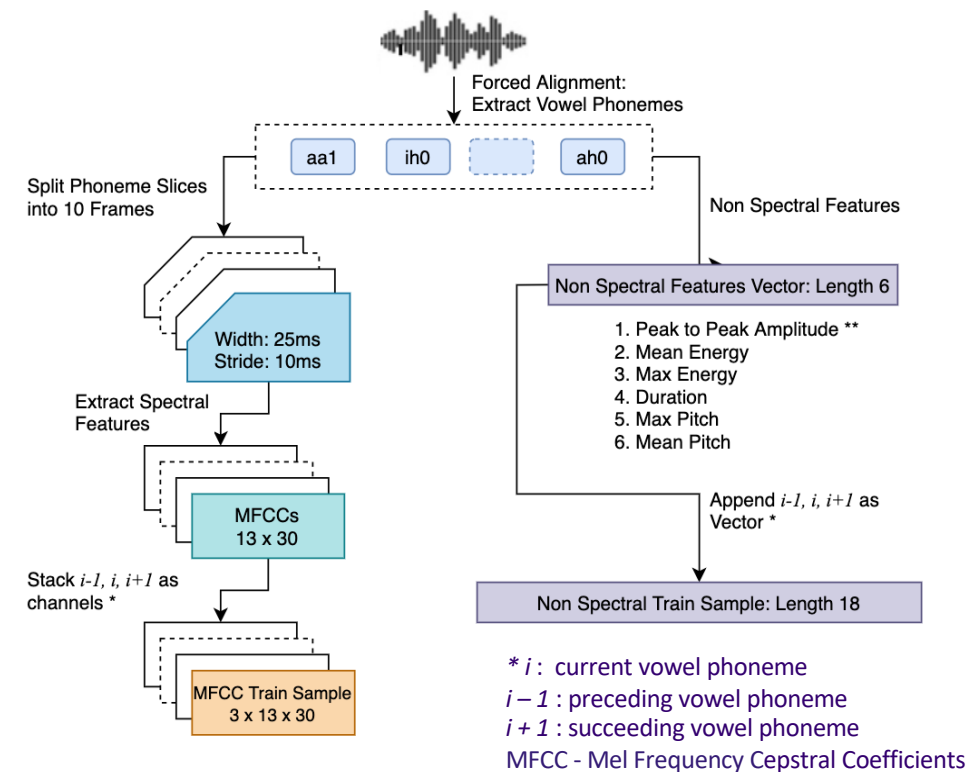 Forced Alignment:
Extract Vowel Phonemes
aa1
ih0
ah0
Split Phoneme Slices
into 10 Frames
Non Spectral Features
Width: 25ms
Stride: 10ms
Non Spectral Features Vector: Length 6
1. Peak to Peak Amplitude **
2. Mean Energy
3. Max Energy
4. Duration
5. Max Pitch
6. Mean Pitch
Extract Spectral
Features
MFCCs
13 x 30
Append i-1, i, i+1 as
Vector *
Stack i-1, i, i+1 as
channels *
Non Spectral Train Sample: Length 18
MFCC Train Sample
3 x 13 x 30
* i : current vowel phoneme
i – 1 : preceding vowel phoneme
i + 1 : succeeding vowel phoneme
MFCC - Mel Frequency Cepstral Coefficients